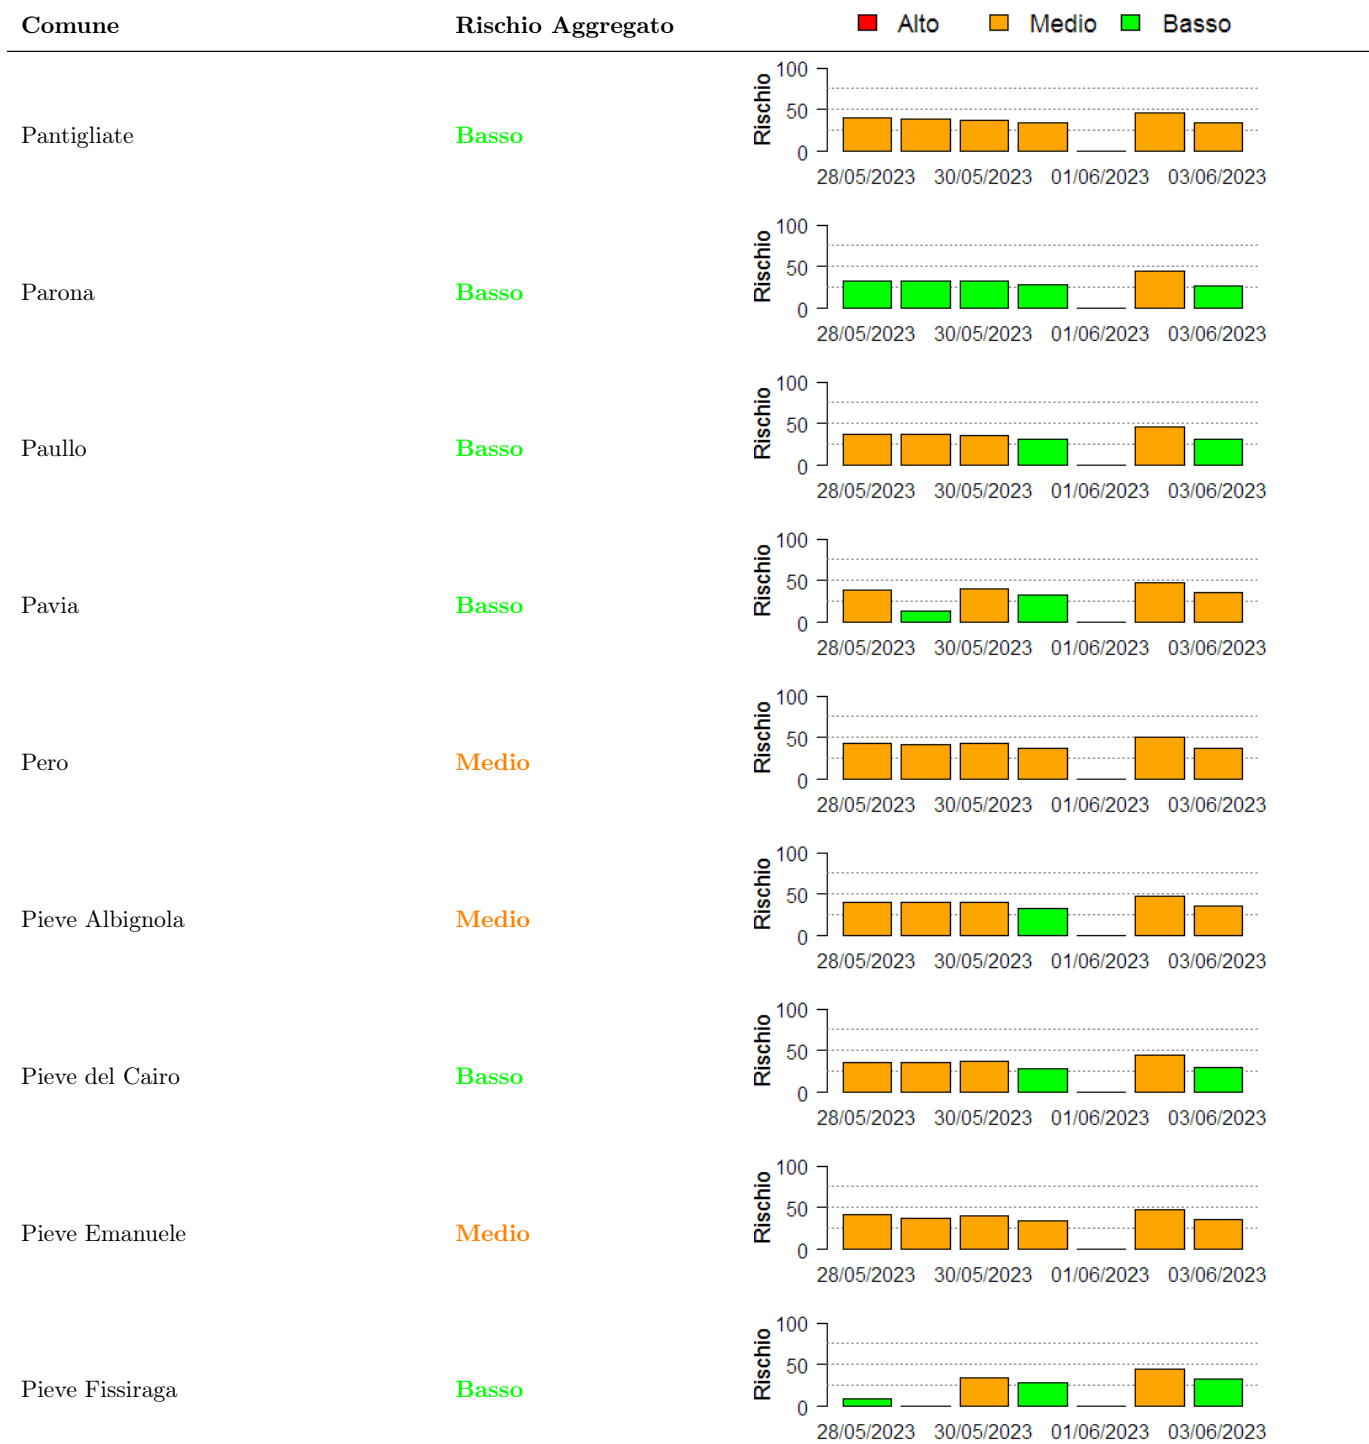 Comune Rischio Aggregato Alto Medio Basso
Pantigliate Basso Rischio 100 50 0
28/05/2023 30/05/2023 01/06/2023 03/06/2023
Parona Basso Rischio 100 50 0
28/05/2023 30/05/2023 01/06/2023 03/06/2023
Paullo Basso Rischio 100 50 0
28/05/2023 30/05/2023 01/06/2023 03/06/2023
Pavia Basso Rischio 100 50 0
28/05/2023 30/05/2023 01/06/2023 03/06/2023
Pero Medio Rischio 100 50 0
28/05/2023 30/05/2023 01/06/2023 03/06/2023
Pieve Albignola Medio Rischio 100 50 0
28/05/2023 30/05/2023 01/06/2023 03/06/2023
Pieve del Cairo Basso Rischio 100 50 0
28/05/2023 30/05/2023 01/06/2023 03/06/2023
Pieve Emanuele Medio Rischio 100 50 0
28/05/2023 30/05/2023 01/06/2023 03/06/2023
Pieve Fissiraga Basso Rischio 100 50 0
28/05/2023 30/05/2023 01/06/2023 03/06/2023